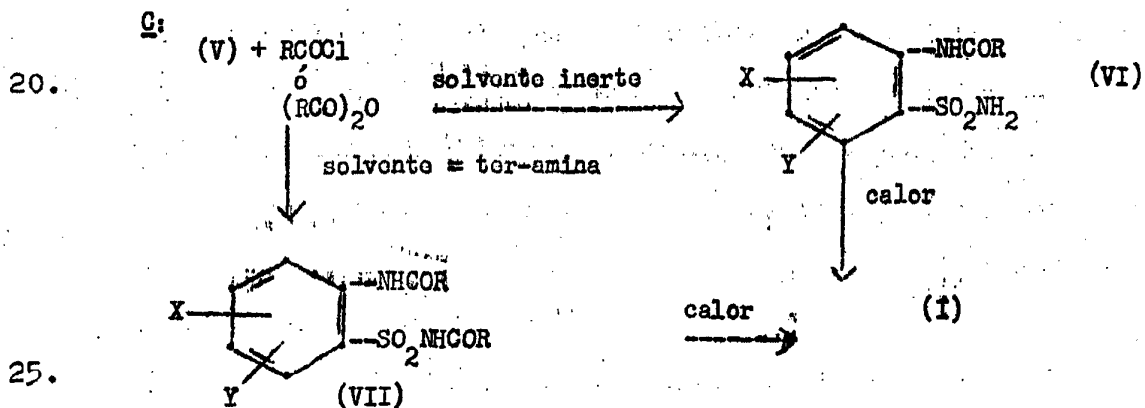 C:
(V) + RCOCl
ó
20. (RCO)2O
solvente inerte
X
NHCOR
SO2NH2
(VI)
Y
solvente = ter-amina
calor
X
NHCOR
SO2NHCOR
calor
(I)
25.
Y
(VII)